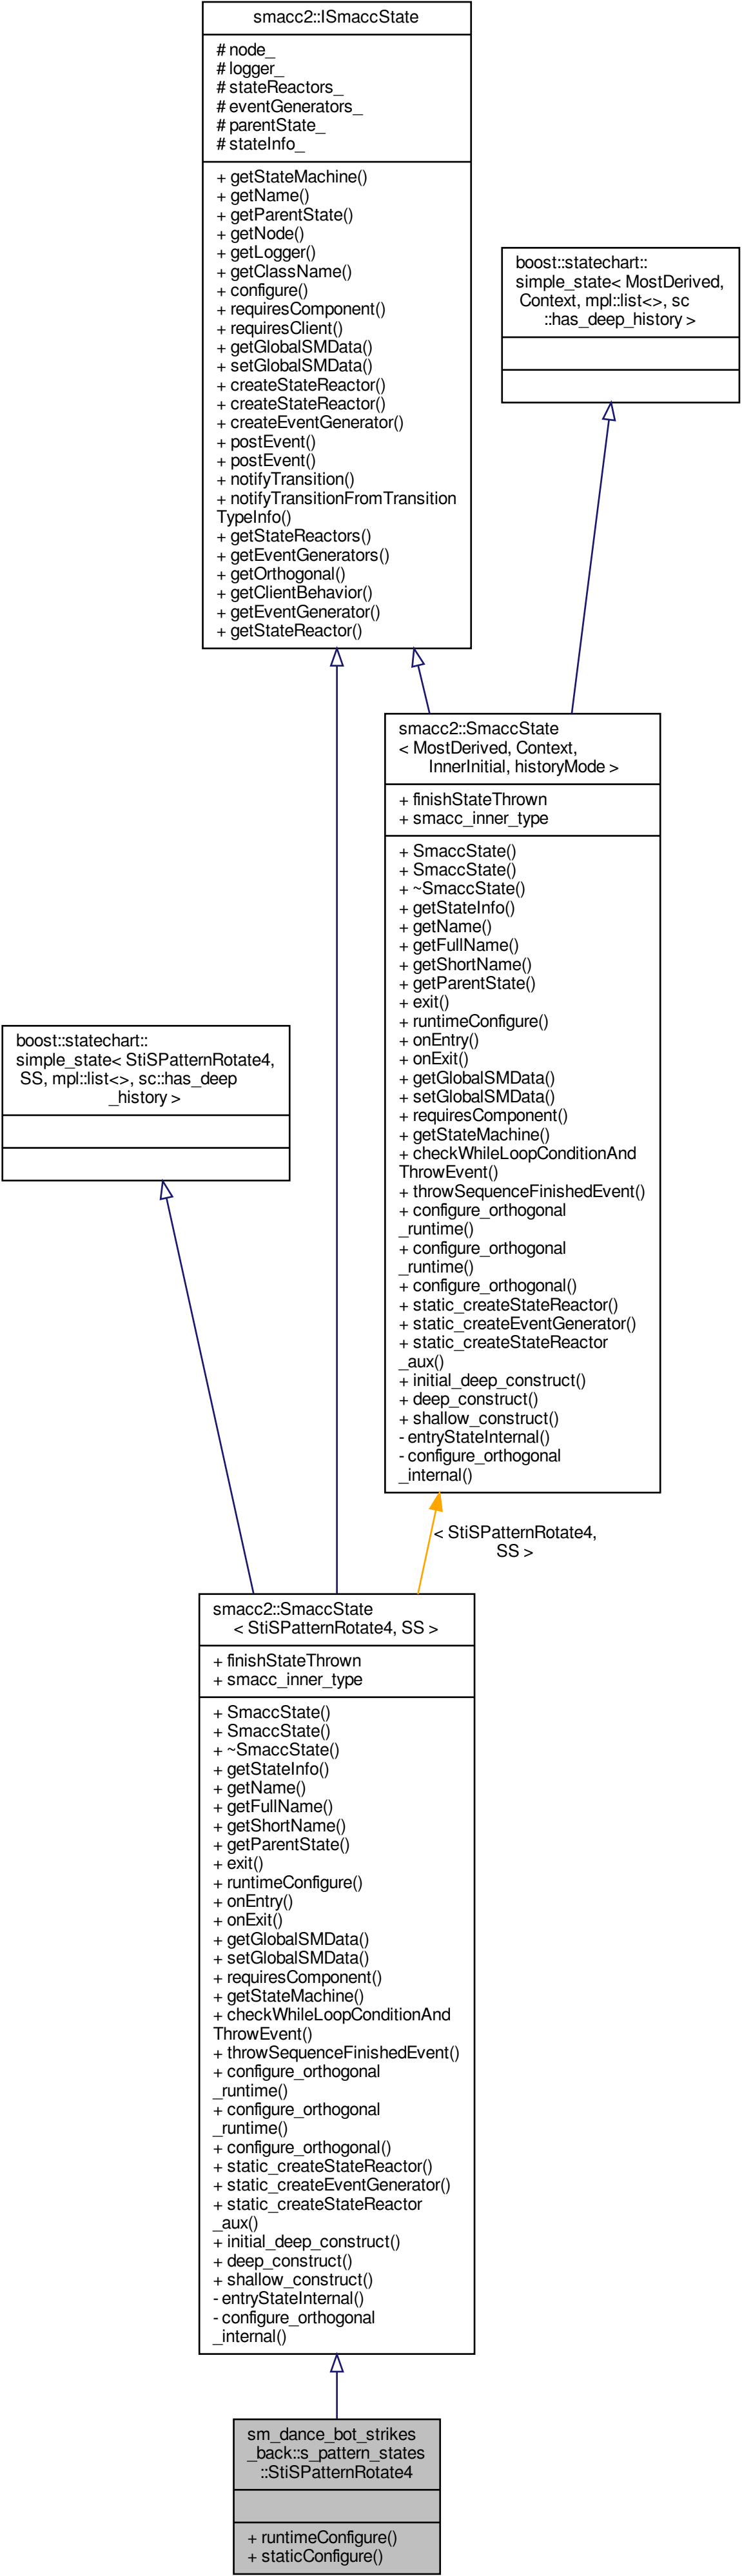 smacc2::ISmaccState
# node_
# logger_
# stateReactors_
# eventGenerators_
# parentState_
# stateInfo_
+ getStateMachine()
+ getName()
+ getParentState()
+ getNode()
+ getLogger()
+ getClassName()
+ configure()
+ requiresComponent()
+ requiresClient()
+ getGlobalSMData()
+ setGlobalSMData()
+ createStateReactor()
+ createStateReactor()
+ createEventGenerator()
+ postEvent()
+ postEvent()
+ notifyTransition()
+ notifyTransitionFromTransition
TypeInfo()
+ getStateReactors()
+ getEventGenerators()
+ getOrthogonal()
+ getClientBehavior()
+ getEventGenerator()
+ getStateReactor()
boost::statechart::
simple_state< MostDerived,
Context, mpl::list<>, sc
::has_deep_history >
smacc2::SmaccState
< MostDerived, Context,
InnerInitial, historyMode >
+ finishStateThrown
+ smacc_inner_type
+ SmaccState()
+ SmaccState()
+ ~SmaccState()
+ getStateInfo()
+ getName()
+ getFullName()
+ getShortName()
+ getParentState()
+ exit()
+ runtimeConfigure()
+ onEntry()
+ onExit()
+ getGlobalSMData()
+ setGlobalSMData()
+ requiresComponent()
+ getStateMachine()
+ checkWhileLoopConditionAnd
ThrowEvent()
+ throwSequenceFinishedEvent()
+ configure_orthogonal
_runtime()
+ configure_orthogonal
_runtime()
+ configure_orthogonal()
+ static_createStateReactor()
+ static_createEventGenerator()
+ static_createStateReactor
_aux()
+ initial_deep_construct()
+ deep_construct()
+ shallow_construct()
- entryStateInternal()
- configure_orthogonal
_internal()
boost::statechart::
simple_state< StiSPatternRotate4,
SS, mpl::list<>, sc::has_deep
_history >
< StiSPatternRotate4,
SS >
smacc2::SmaccState
< StiSPatternRotate4, SS >
+ finishStateThrown
+ smacc_inner_type
+ SmaccState()
+ SmaccState()
+ ~SmaccState()
+ getStateInfo()
+ getName()
+ getFullName()
+ getShortName()
+ getParentState()
+ exit()
+ runtimeConfigure()
+ onEntry()
+ onExit()
+ getGlobalSMData()
+ setGlobalSMData()
+ requiresComponent()
+ getStateMachine()
+ checkWhileLoopConditionAnd
ThrowEvent()
+ throwSequenceFinishedEvent()
+ configure_orthogonal
_runtime()
+ configure_orthogonal
_runtime()
+ configure_orthogonal()
+ static_createStateReactor()
+ static_createEventGenerator()
+ static_createStateReactor
_aux()
+ initial_deep_construct()
+ deep_construct()
+ shallow_construct()
- entryStateInternal()
- configure_orthogonal
_internal()
sm_dance_bot_strikes
_back::s_pattern_states
::StiSPatternRotate4
+ runtimeConfigure()
+ staticConfigure()